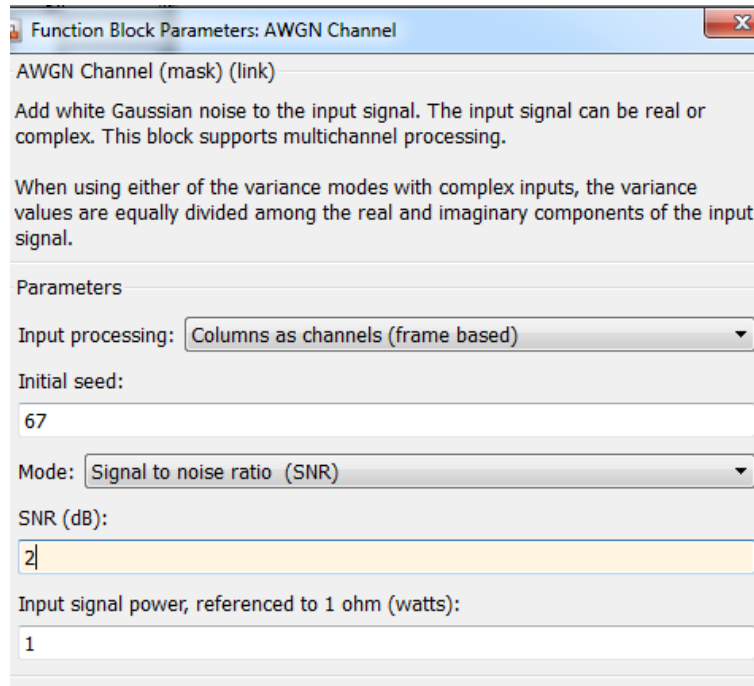 Function Block Parameters: AWGN Channel
AWGN Channel (mask) (link)
Add white Gaussian noise to the input signal. The input signal can be real or
complex. This block supports multichannel processing.
When using either of the variance modes with complex inputs, the variance
values are equally divided among the real and imaginary components of the input
signal.
Parameters
Input processing: Columns as channels (frame based)
Initial seed:
67
Mode: Signal to noise ratio (SNR)
SNR (dB):
2
Input signal power, referenced to 1 ohm (watts):
1